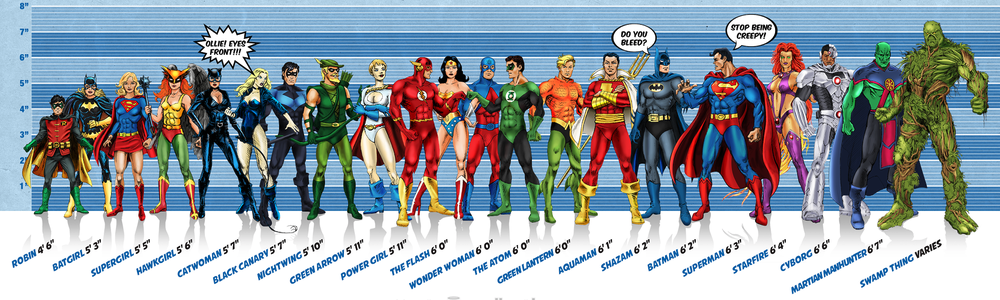 8"
7"
6"
5"
4"
3"
2"
1"
OLLIE! EYES
FRONT!!!
DO YOU
BLEED?
STOP BEING
CREEPY!
ROBIN 4' 6"
BATGIRL 5' 3"
SUPERGIRL 5' 5"
HAWKGIRL 5' 6"
CATWOMAN 5' 7"
BLACK CANARY 5' 7"
NIGHTWING 5' 10"
GREEN ARROW 5' 11"
POWER GIRL 5' 11"
THE FLASH 6' 0"
WONDER WOMAN 6' 0"
THE ATOM 6' 0"
GREEN LANTERN 6' 0"
AQUAMAN 6' 1"
SHAZAM 6' 2"
BATMAN 6' 2"
SUPERMAN 6' 3"
STARFIRE 6' 4"
CYBORG 6' 6"
MARTIAN MANHUNTER 6' 7"
SWAMP THING VARIES